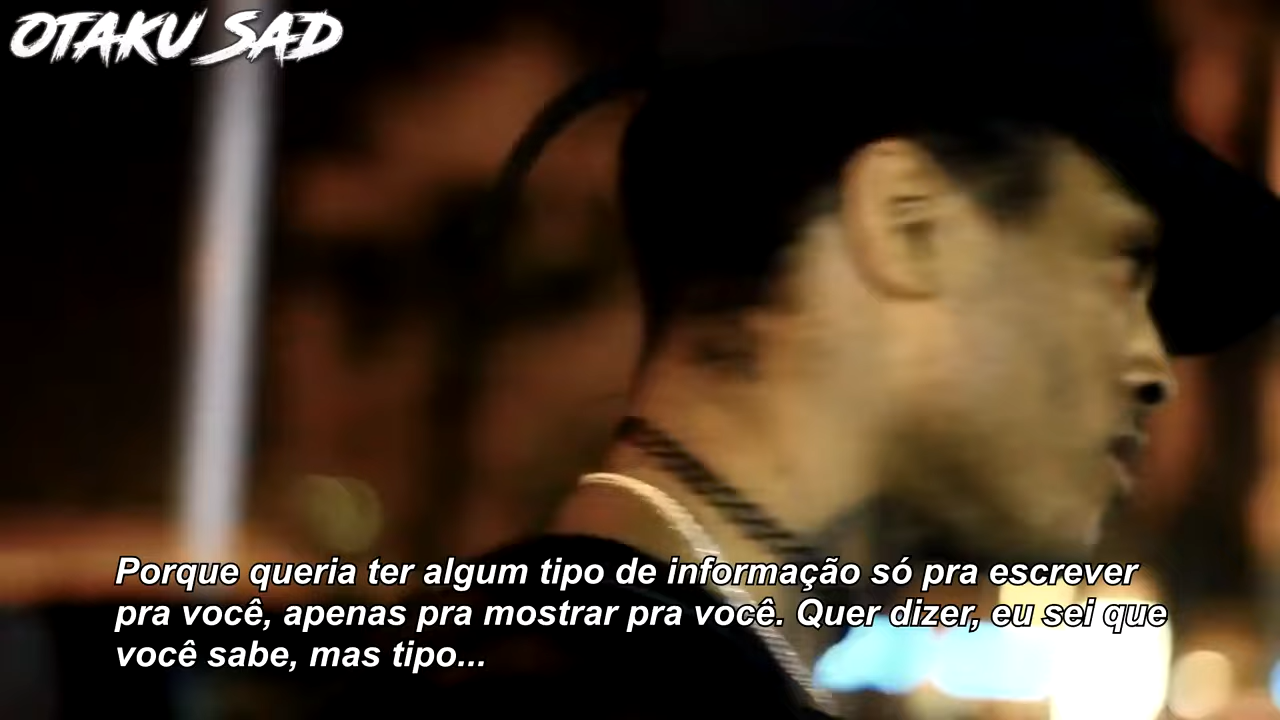 OTAKU SAD
Porque queria ter algum tipo de informação só pra escrever
pra você, apenas pra mostrar pra você. Quer dizer, eu sei que
você sabe, mas tipo...